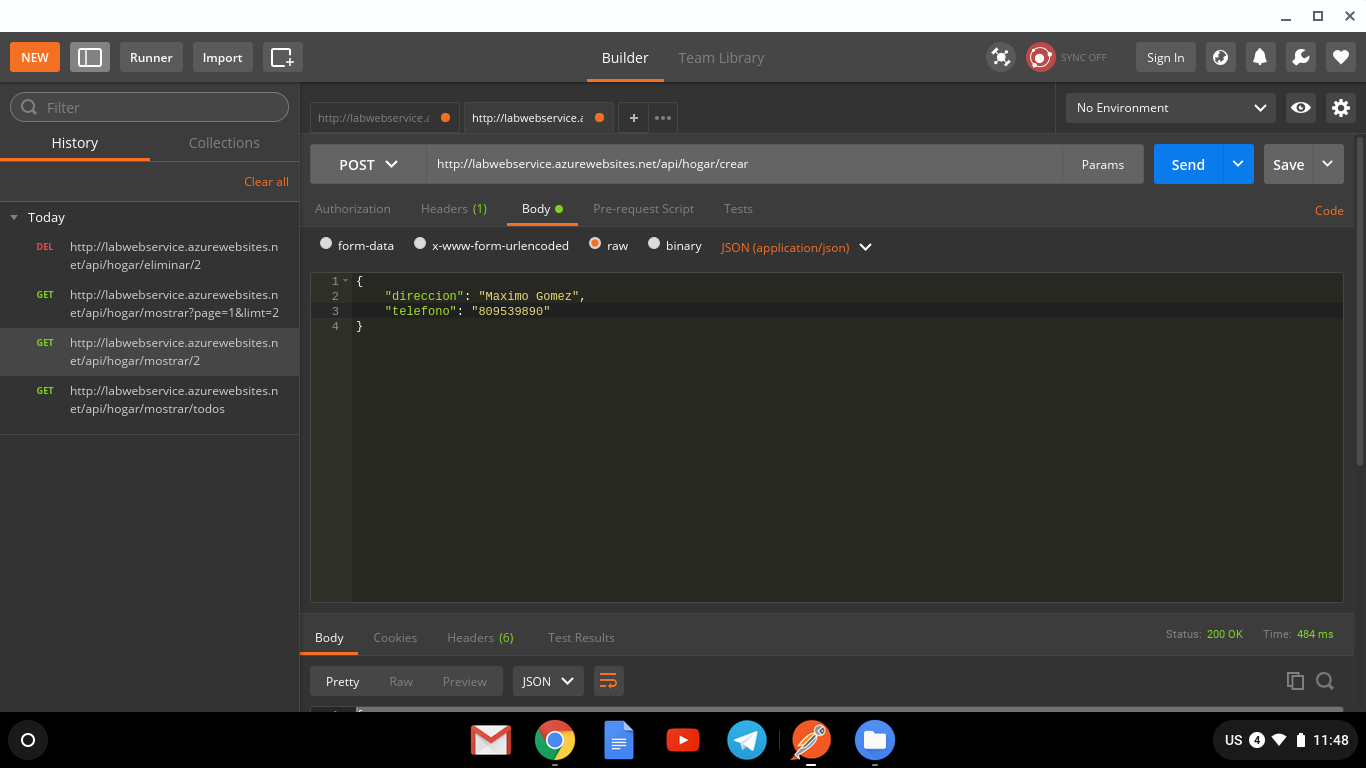 NEW
Runner
Import
Builder
Team Library
SYNC OFF
Sign In
Filter
History
Collections
Clear all
Today
DEL http://labwebservice.azurewebsites.n
et/api/hogar/eliminar/2
GET http://labwebservice.azurewebsites.n
et/api/hogar/mostrar?page=1&limt=2
GET http://labwebservice.azurewebsites.n
et/api/hogar/mostrar/2
GET http://labwebservice.azurewebsites.n
et/api/hogar/mostrar/todos
http://labwebservice.a
http://labwebservice.a
+
No Environment
POST
http://labwebservice.azurewebsites.net/api/hogar/crear
Params
Send
Save
Authorization
Headers (1)
Body
Pre-request Script
Tests
Code
form-data
x-www-form-urlencoded
raw
binary
JSON (application/json)
1 {
2 "direccion": "Maximo Gomez",
3 "telefono": "809539890"
4 }
Body
Cookies
Headers (6)
Test Results
Status: 200 OK
Time: 484 ms
Pretty
Raw
Preview
JSON
US 4 11:48